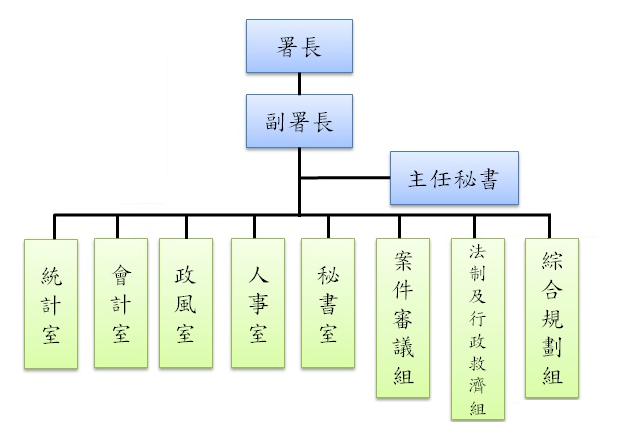 署長
副署長
主任秘書
統計室
會計室
政風室
人事室
秘書室
案件審議組
法制及行政救濟組
綜合規劃組